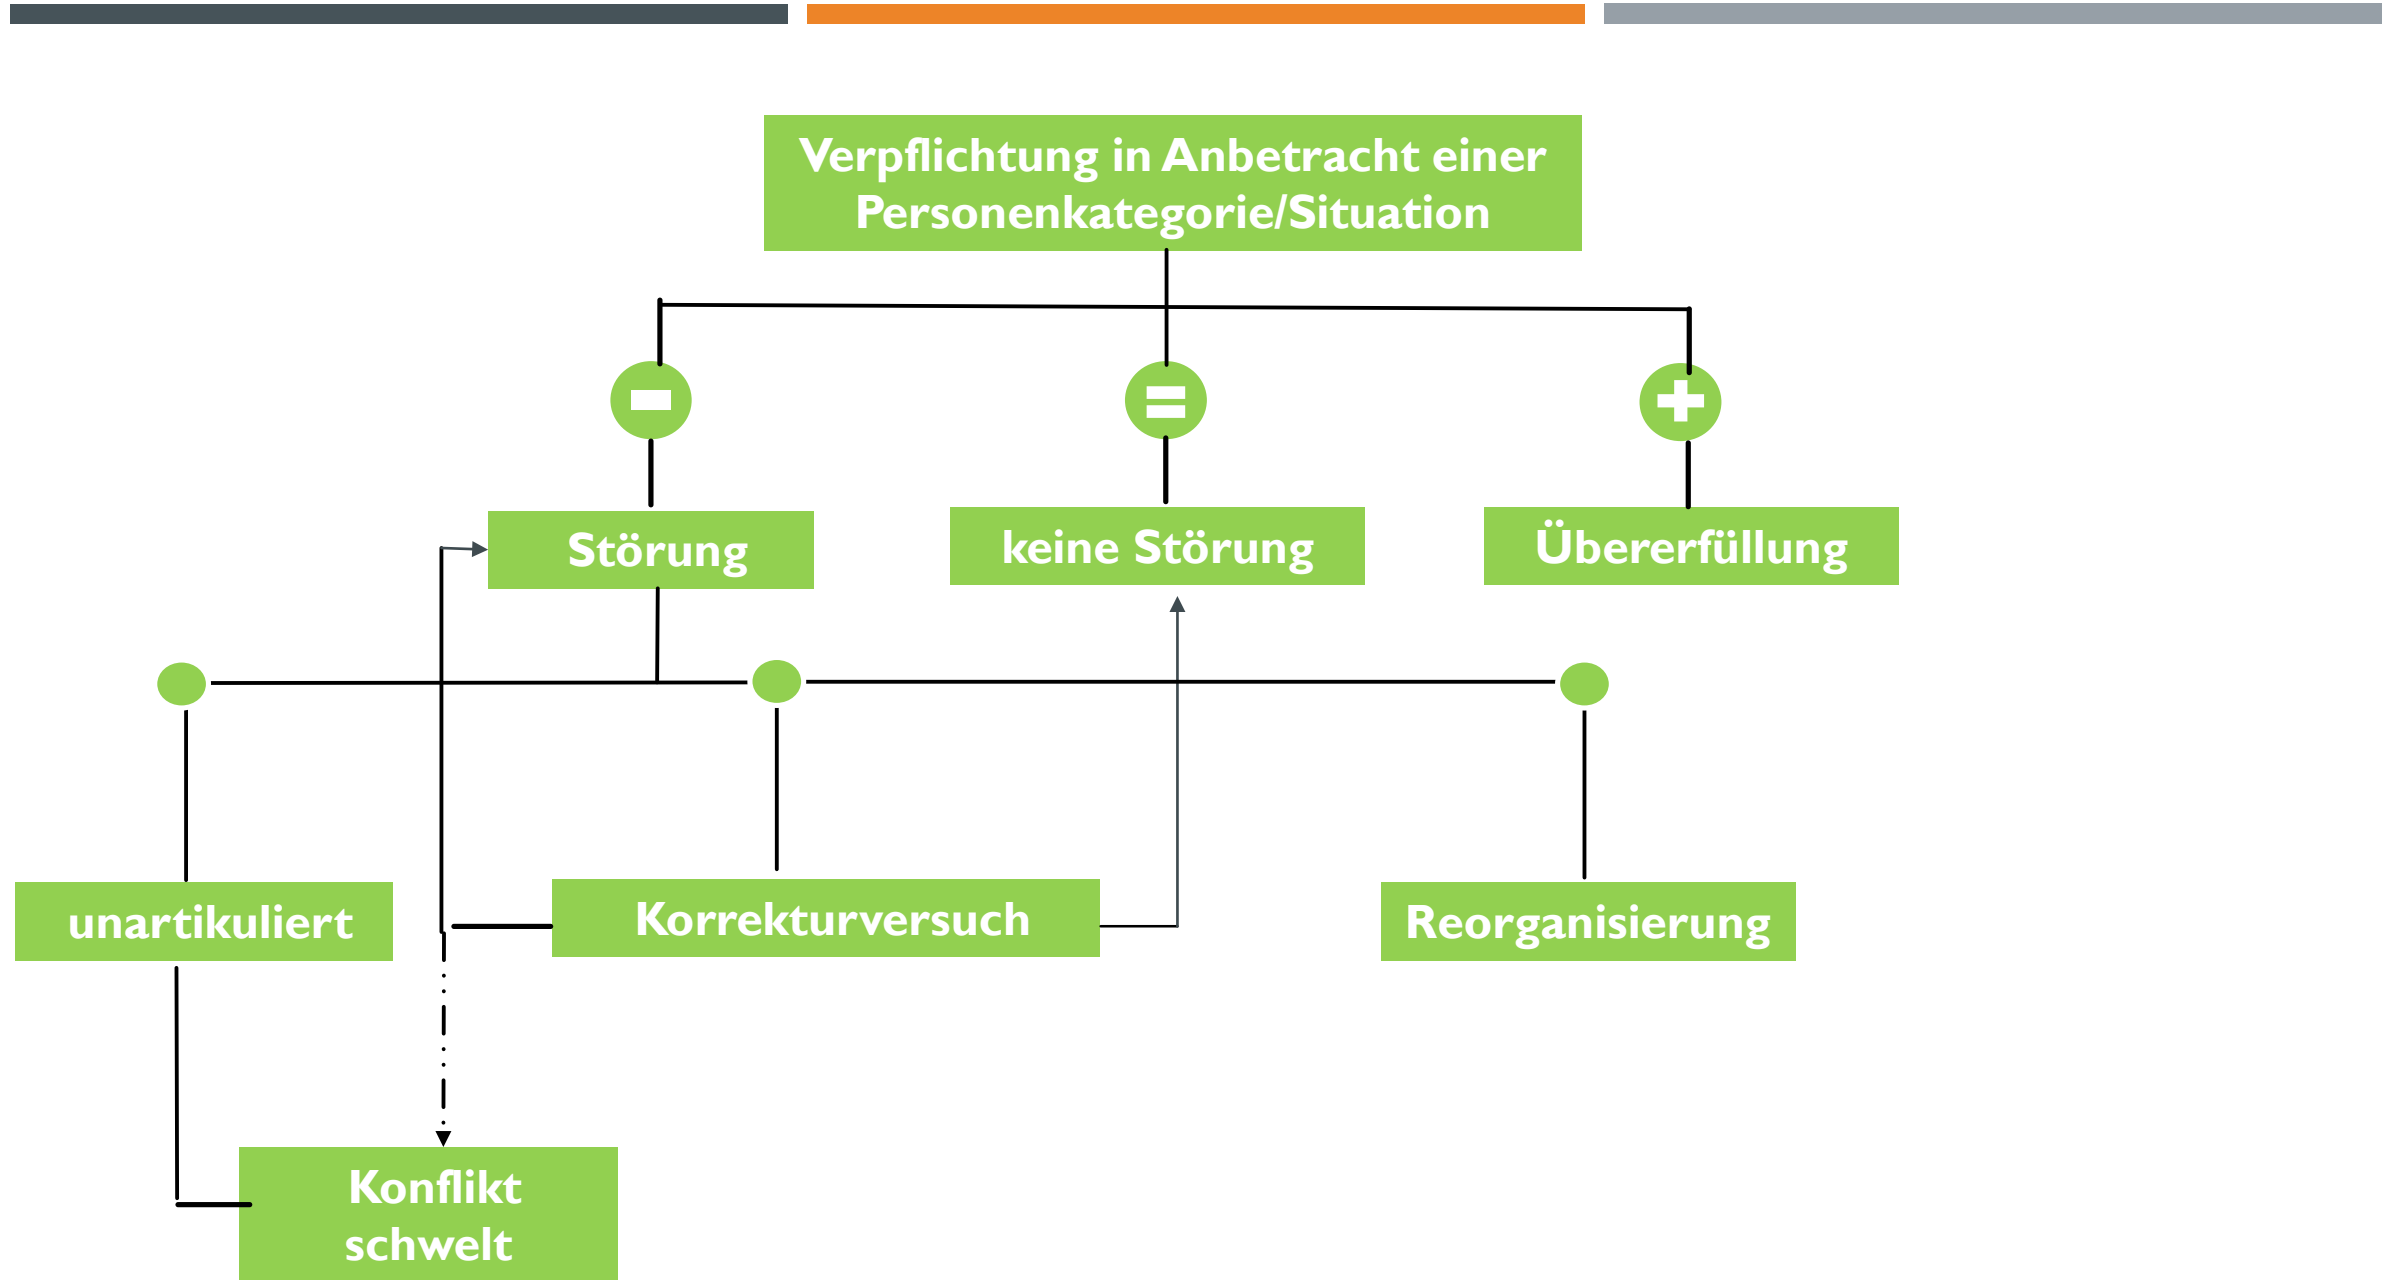 Verpflichtung in Anbetracht einer
Personenkategorie/Situation
Störung
keine Störung
Übererfüllung
unartikuliert
Korrekturversuch
Reorganisierung
Konflikt
schwelt